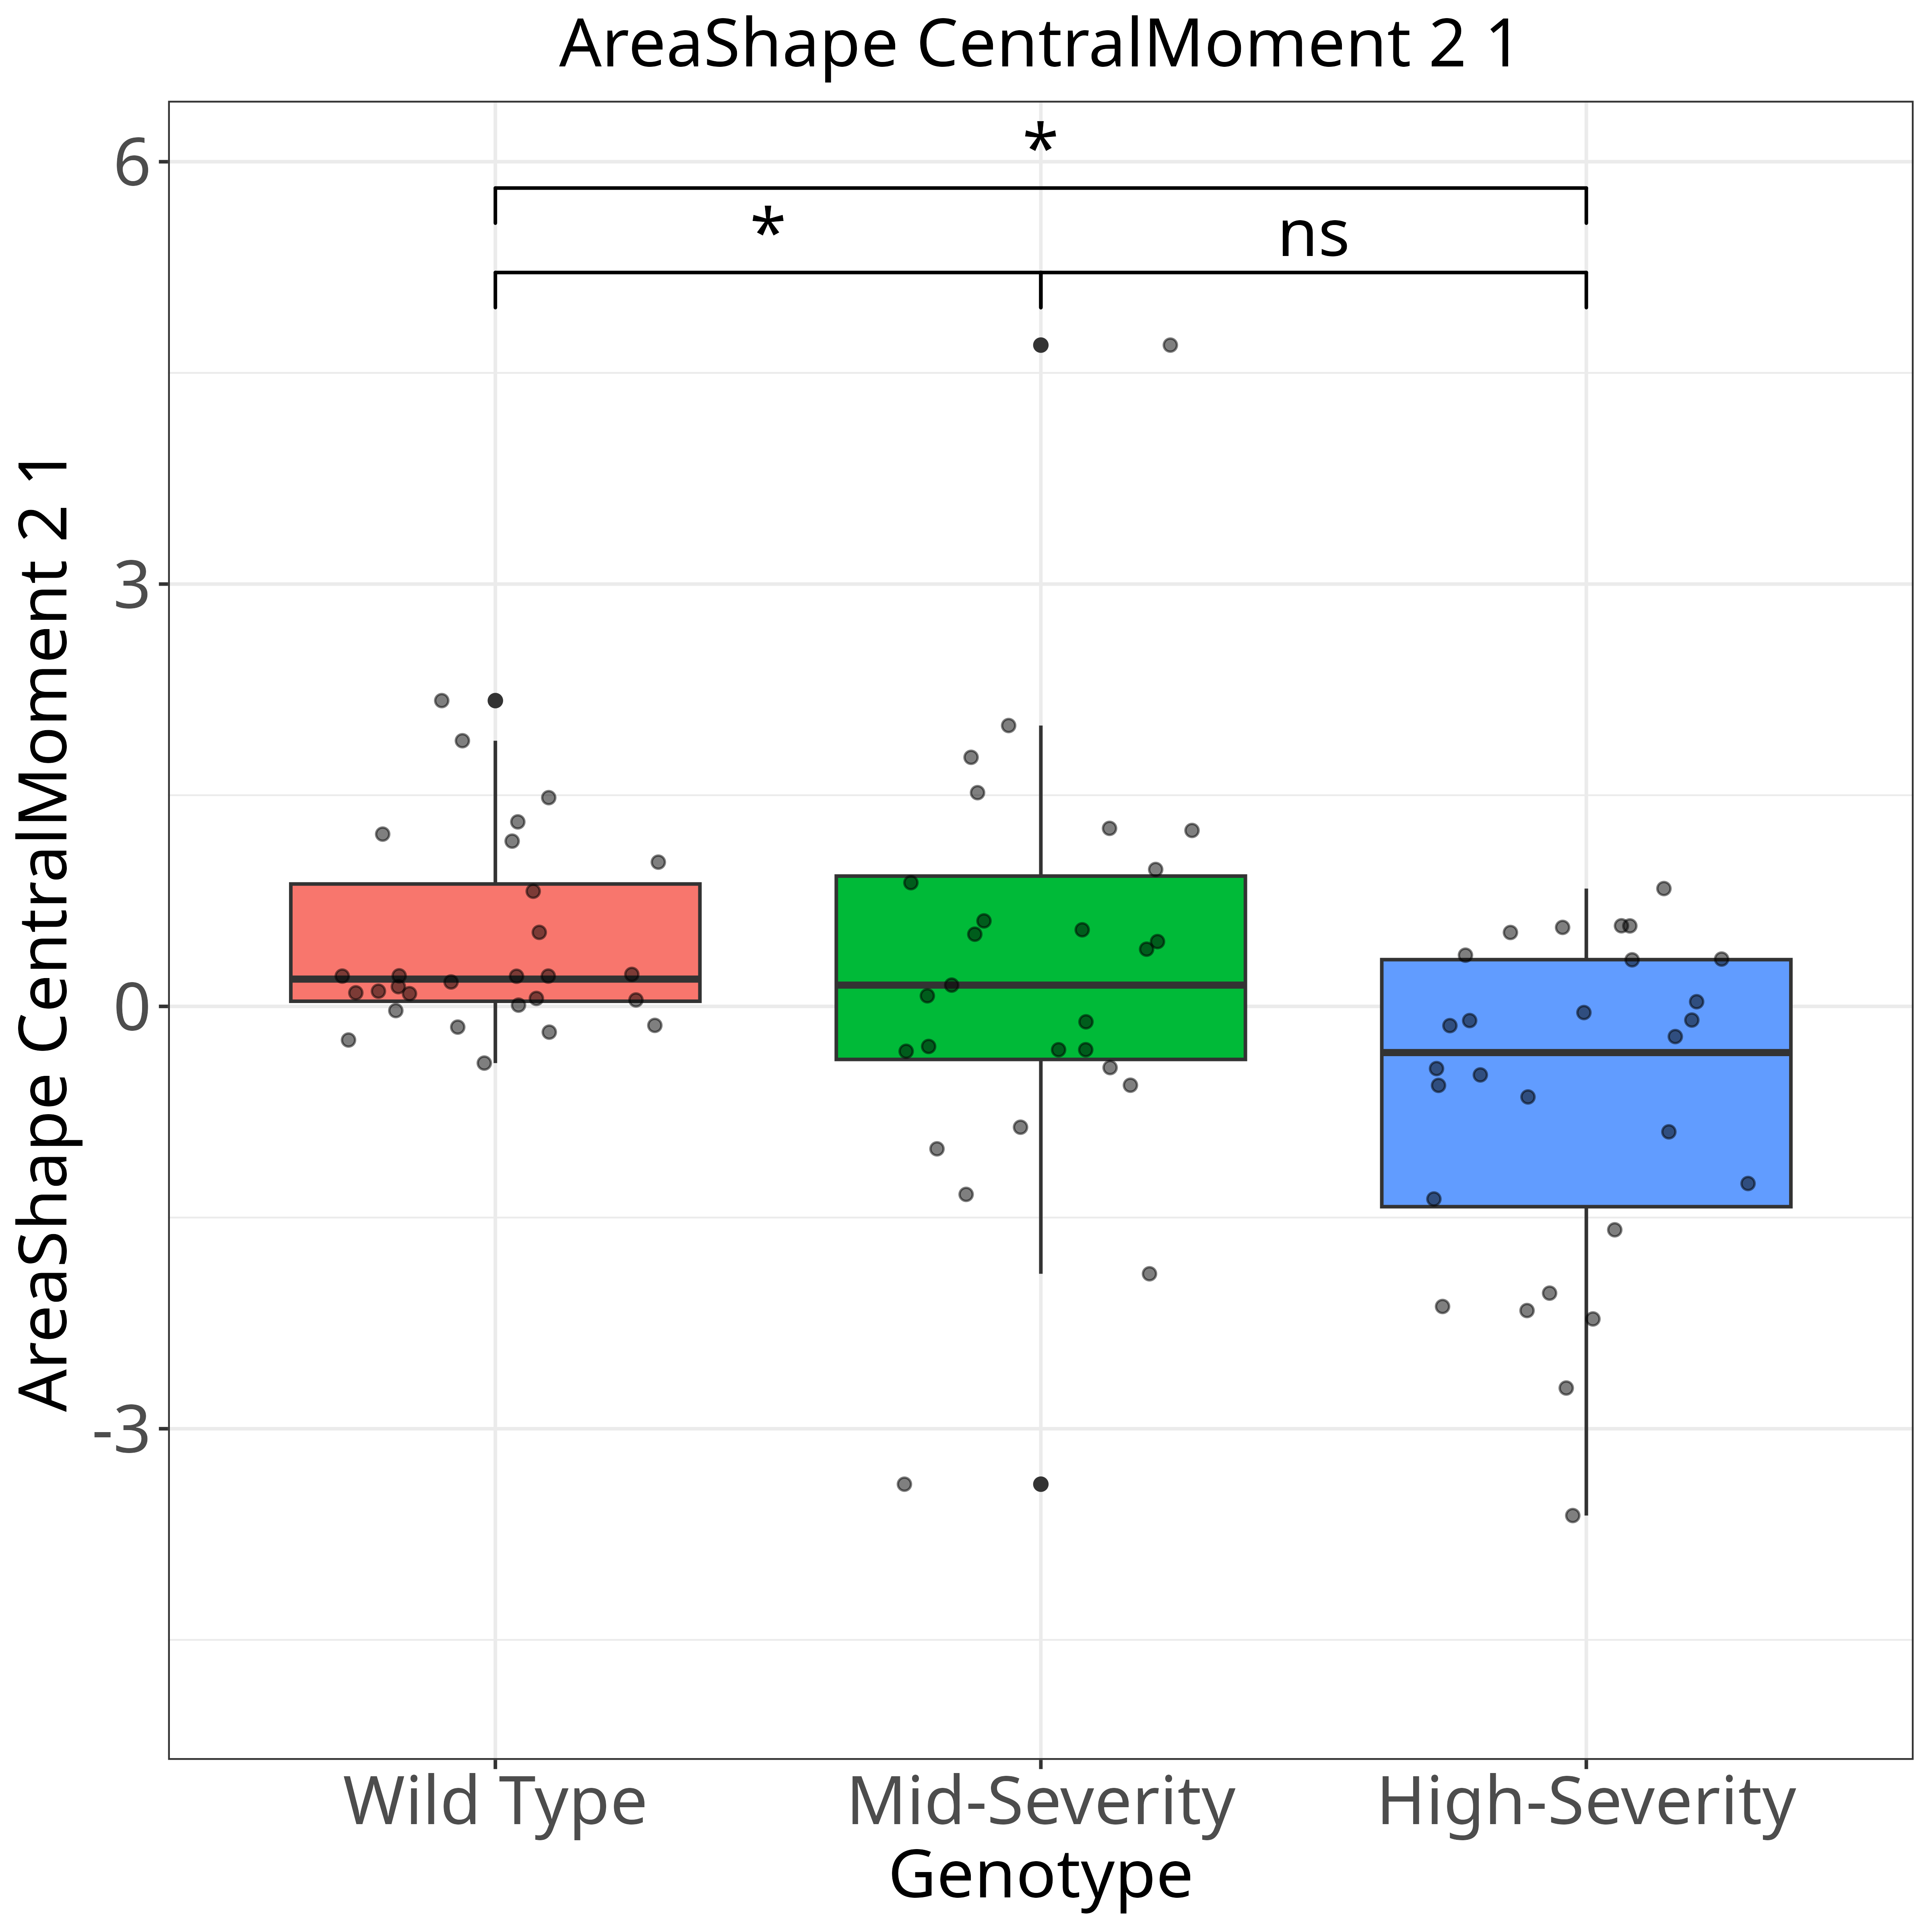 AreaShape CentralMoment 2 1
AreaShape CentralMoment 2 1
6
3
0
-3
*
*
ns
Wild Type
Mid-Severity
High-Severity
Genotype